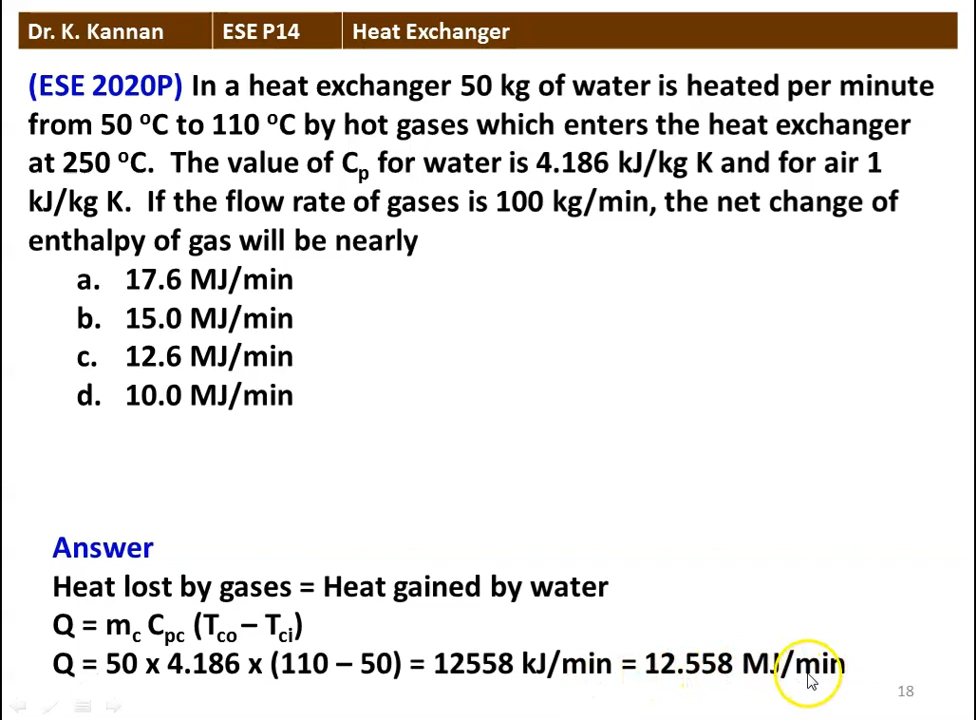 Dr. K. Kannan ESE P14 Heat Exchanger
(ESE 2020P) In a heat exchanger 50 kg of water is heated per minute
from 50 ºC to 110 ºC by hot gases which enters the heat exchanger
at 250 ºC. The value of Cp for water is 4.186 kJ/kg K and for air 1
kJ/kg K. If the flow rate of gases is 100 kg/min, the net change of
enthalpy of gas will be nearly
a. 17.6 MJ/min
b. 15.0 MJ/min
c. 12.6 MJ/min
d. 10.0 MJ/min
Answer
Heat lost by gases = Heat gained by water
Q = mc Cpc (Tco – Tci)
Q = 50 x 4.186 x (110 – 50) = 12558 kJ/min = 12.558 MJ/min
18